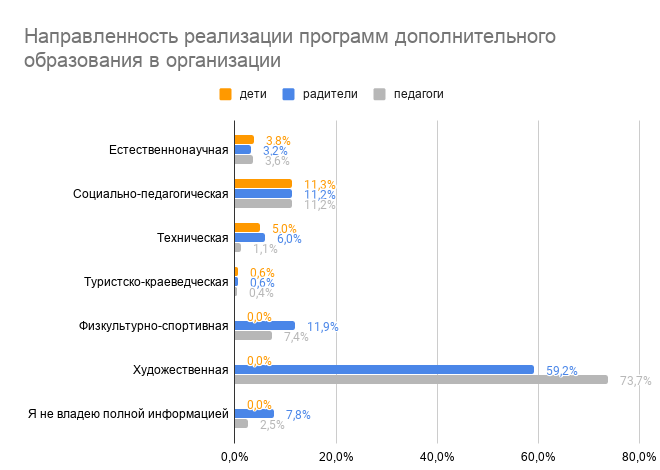 Направленность реализации программ дополнительного
образования в организации
дети радители педагоги
Естествeннонаучная
3,8%
3,2%
3,6%
Социально-педагогическая
11,3%
11,2%
11,2%
Техническая
5,0%
6,0%
1,1%
Туристско-краеведческая
0,6%
0,6%
0,4%
Физкультурно-спортивная
0,0%
11,9%
7,4%
Художественная
0,0%
59,2%
73,7%
Я не владею полной информацией
0,0%
7,8%
2,5%
0,0% 20,0% 40,0% 60,0% 80,0%